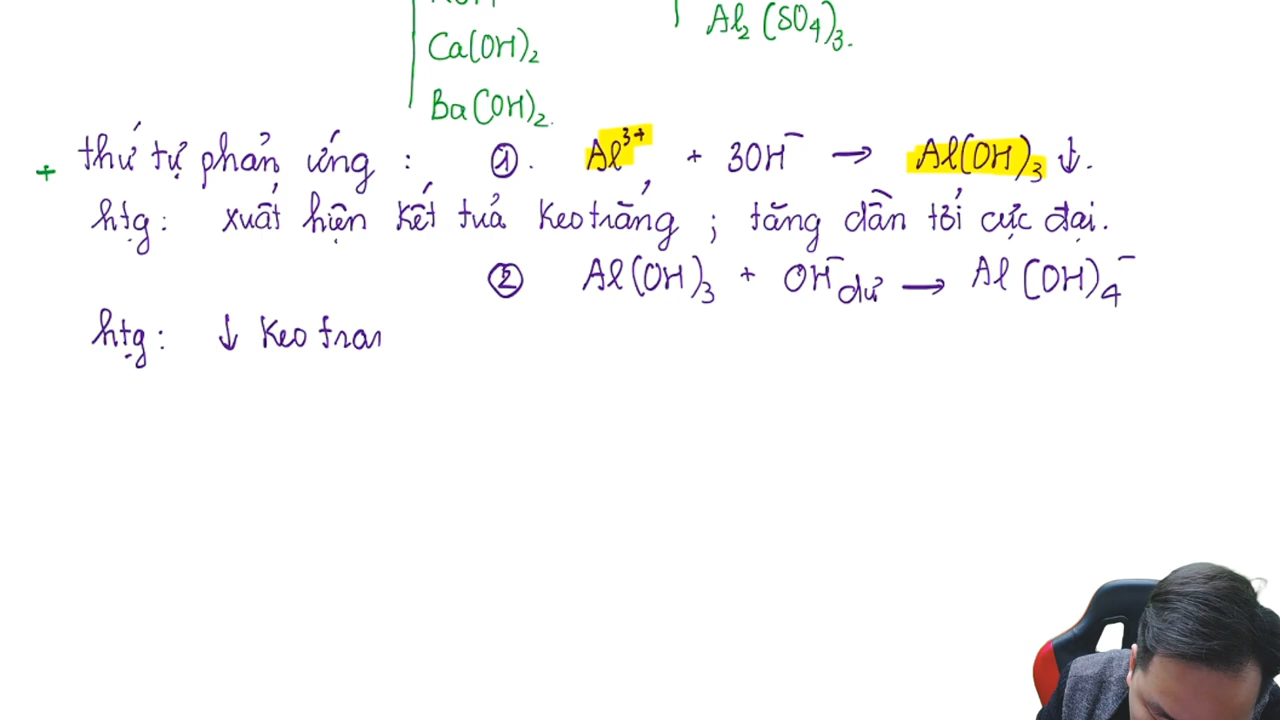 Ca(OH)₂
Al₂(SO₄)₃.
Ba(OH)₂.
+ thứ tự phản ứng : ①. Al³⁺ + 3OH⁻ → Al(OH)₃ ↓.
htg : xuất hiện kết tủa keo trắng ; tăng dần tới cực đại.
② Al(OH)₃ + OH⁻ dư → Al(OH)₄⁻
htg : ↓ keo tran